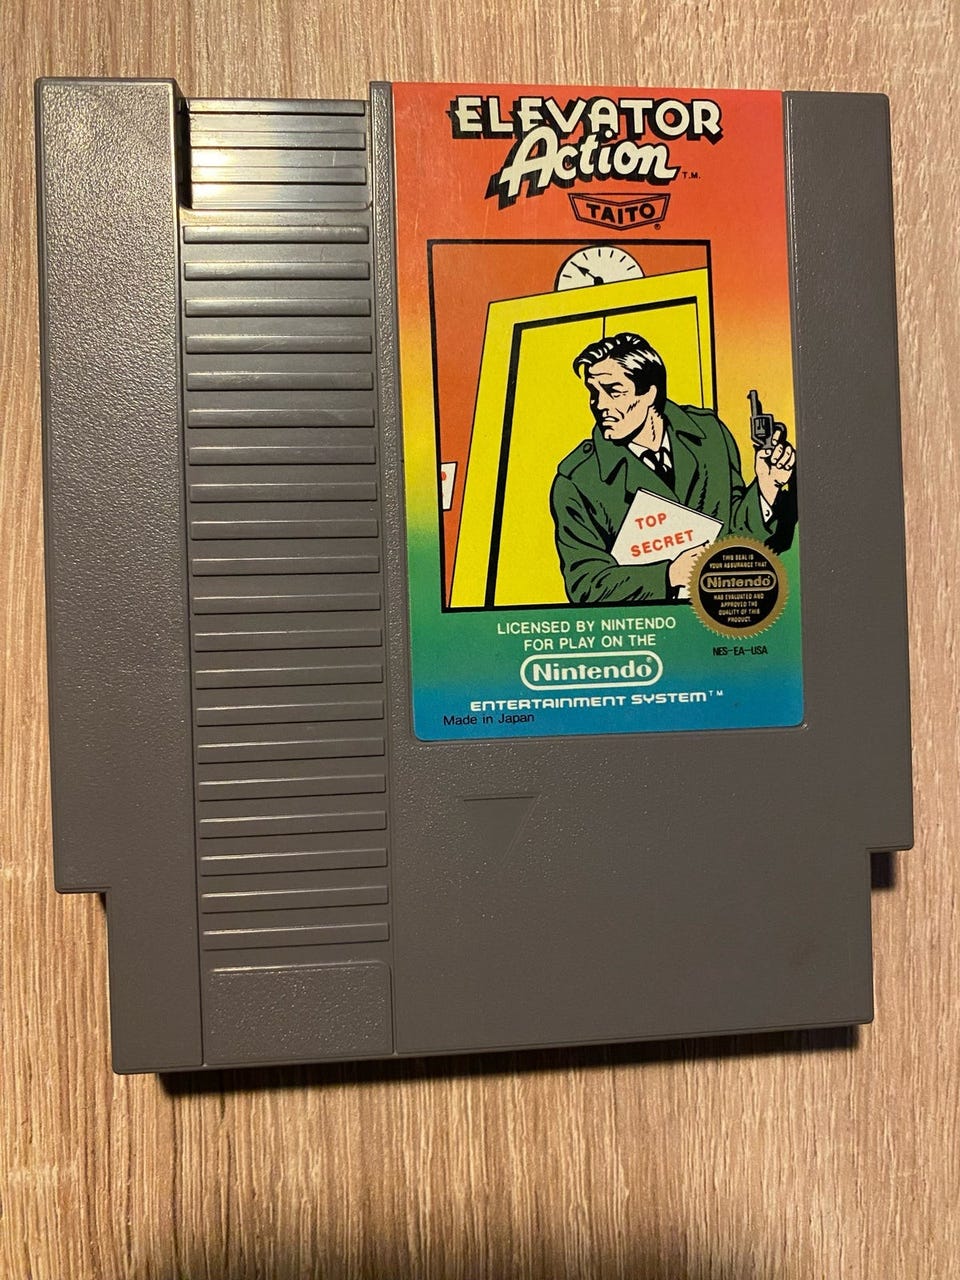 ELEVATOR
Action T.M.
TAITO®
TOP
SECRET
THIS SEAL IS
YOUR ASSURANCE THAT
Nintendo®
HAS EVALUATED AND
APPROVED THE
QUALITY OF THIS
PRODUCT.
LICENSED BY NINTENDO
FOR PLAY ON THE
Nintendo®
ENTERTAINMENT SYSTEM™
NES-EA-USA
Made in Japan